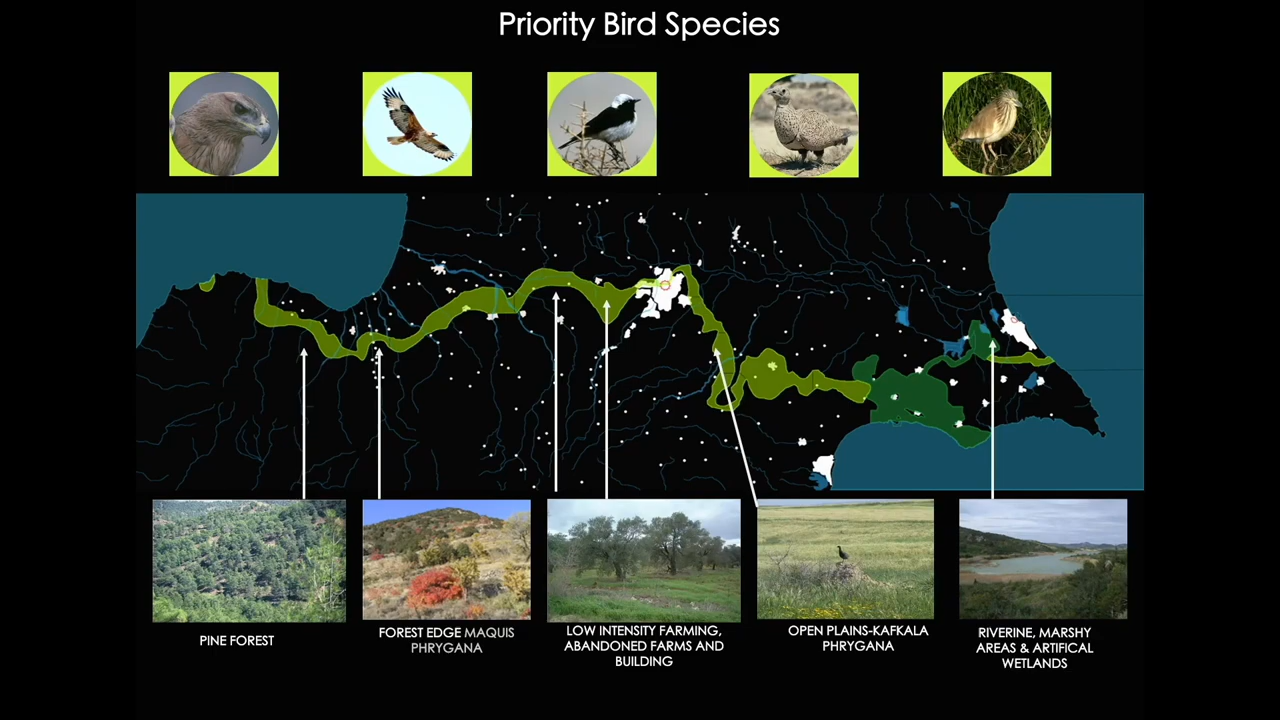 Priority Bird Species
PINE FOREST
FOREST EDGE MAQUIS
PHRYGANA
LOW INTENSITY FARMING,
ABANDONED FARMS AND
BUILDING
OPEN PLAINS-KAFKALA
PHRYGANA
RIVERINE, MARSHY
AREAS & ARTIFICAL
WETLANDS